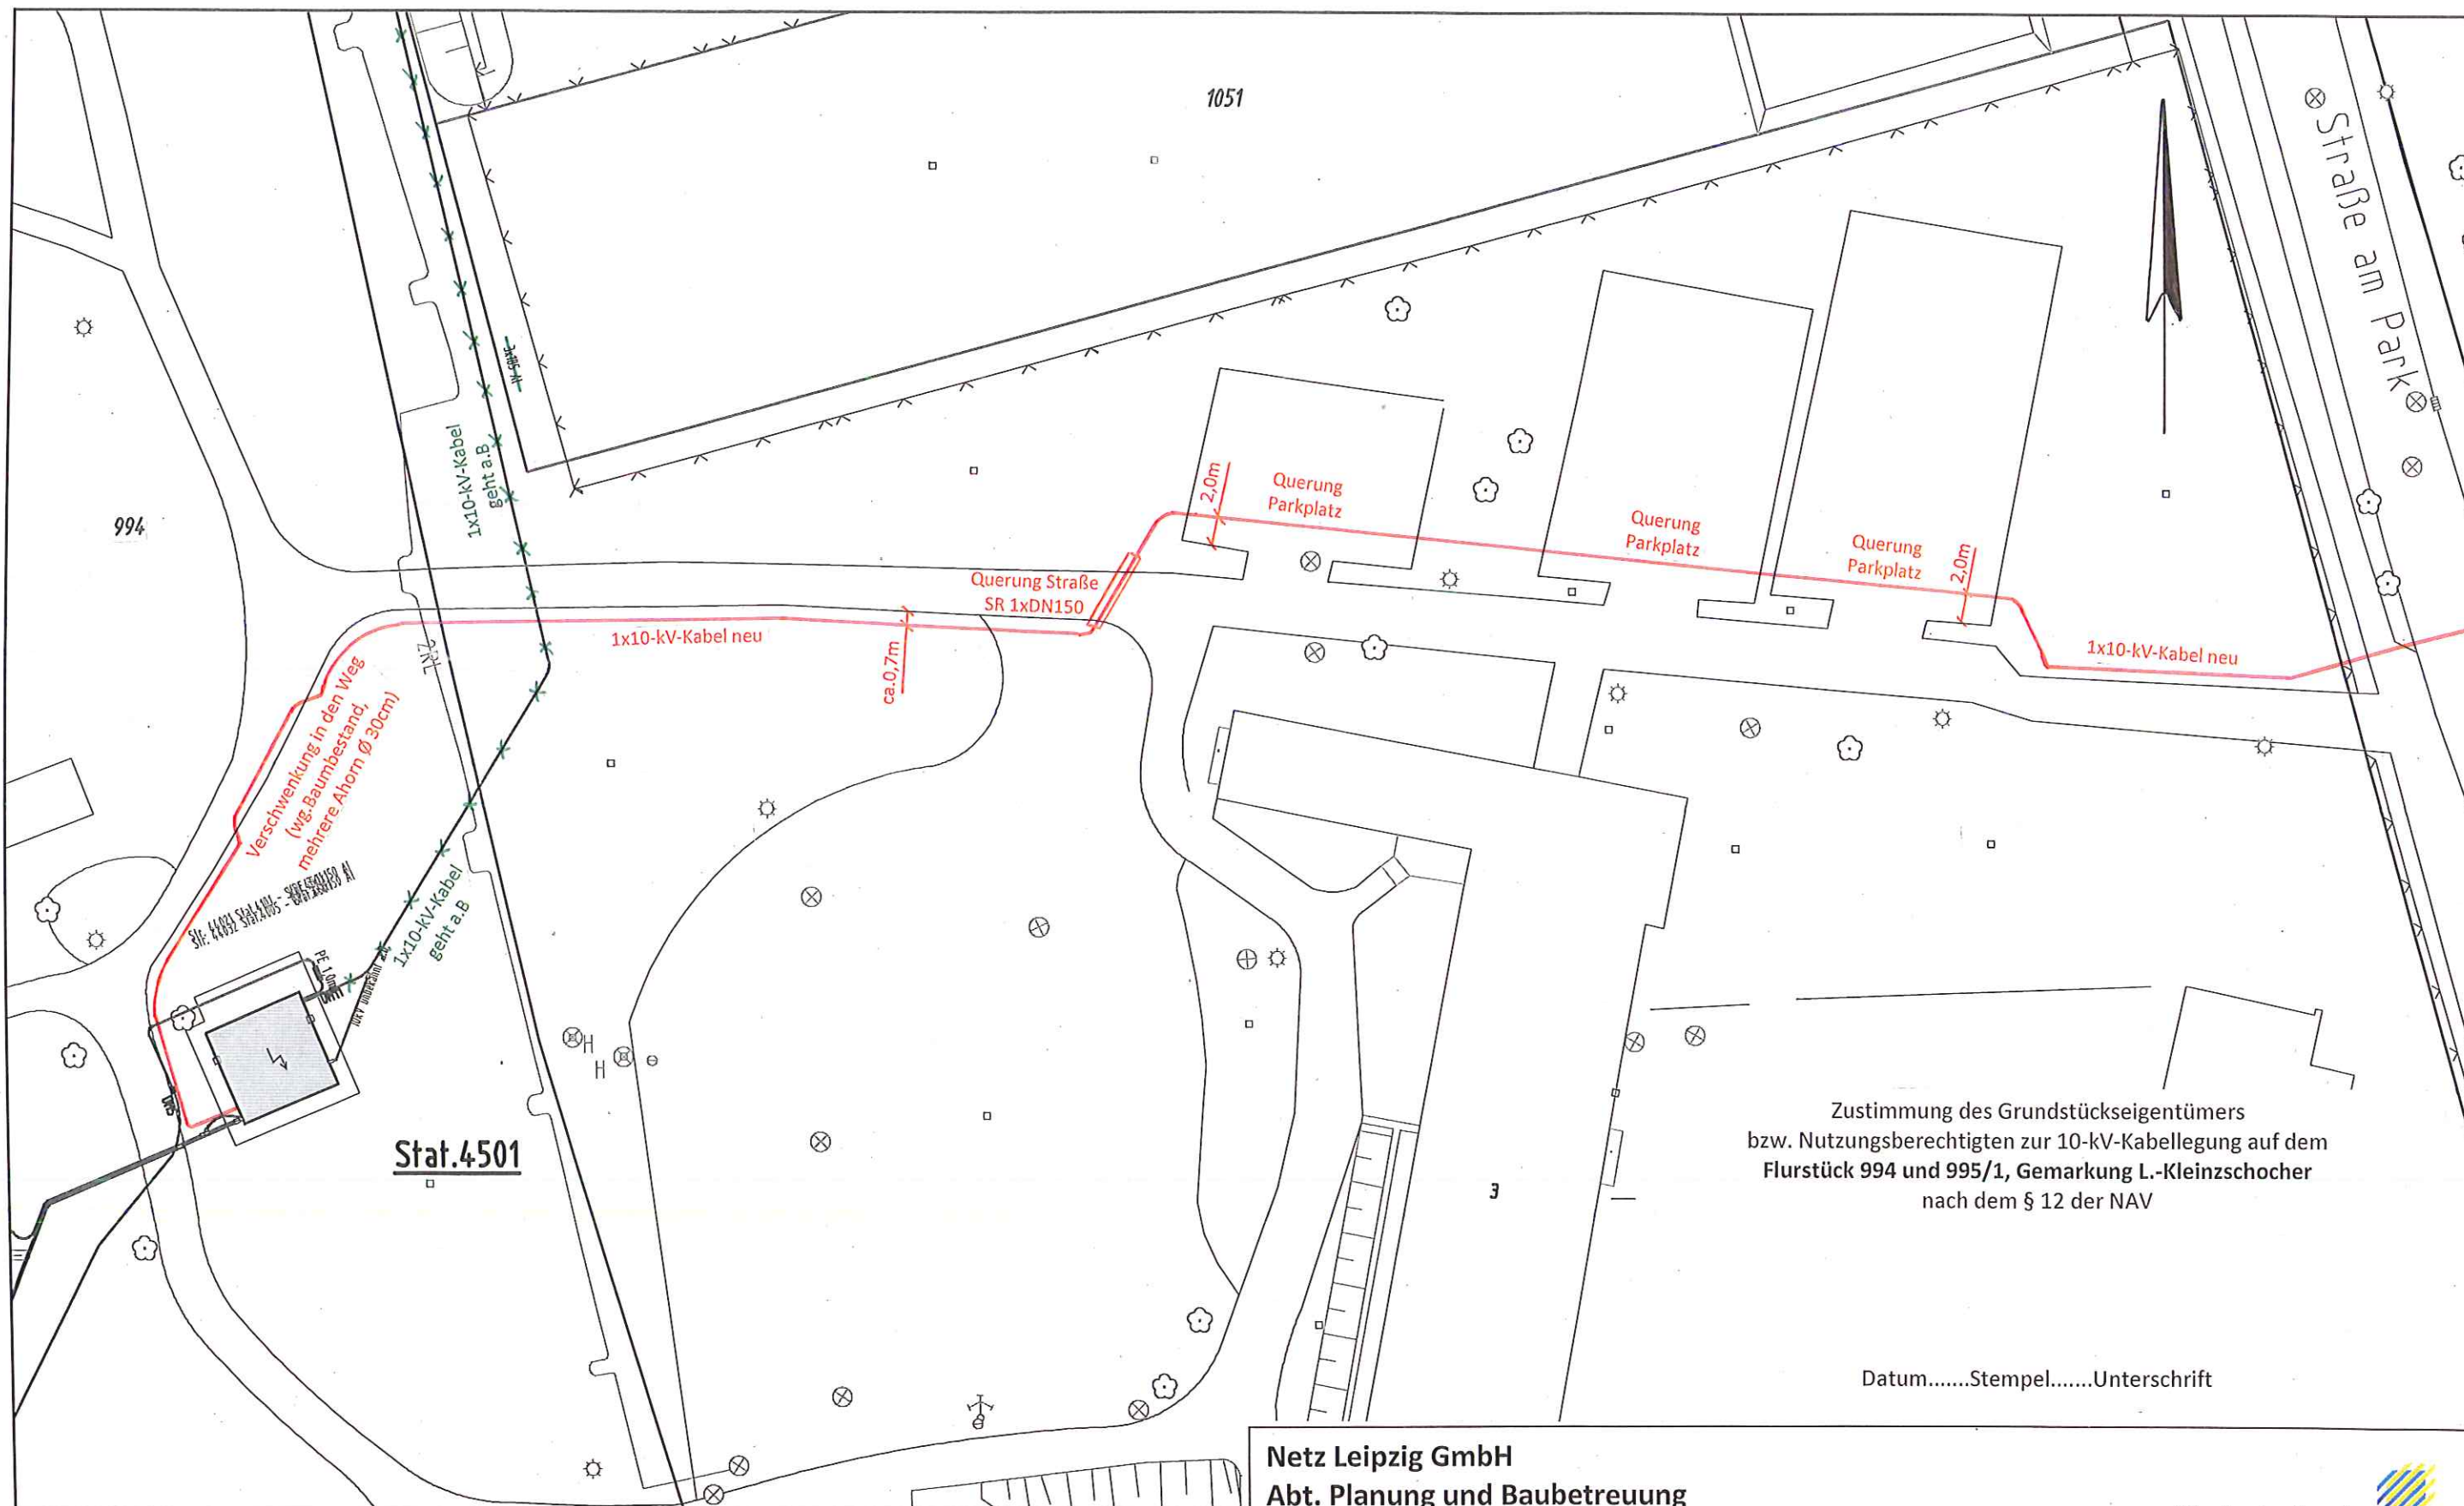 1051
Straße am Park
994
1x10-kV-Kabel
geht a.B
2,0m
Querung
Parkplatz
Querung
Parkplatz
Querung
Parkplatz
2,0m
Querung Straße
SR 1xDN150
1x10-kV-Kabel neu
ca.0,7m
1x10-kV-Kabel neu
Verschwenkung in den Weg
(wg.Baumbestand,
mehrere Ahorn Ø 30cm)
1x10-kV-Kabel
geht a.B
H
H
Stat.4501
3
Zustimmung des Grundstückseigentümers
bzw. Nutzungsberechtigten zur 10-kV-Kabellegung auf dem
Flurstück 994 und 995/1, Gemarkung L.-Kleinzschocher
nach dem § 12 der NAV
Datum.......Stempel.......Unterschrift
Netz Leipzig GmbH
Abt. Planung und Baubetreuung